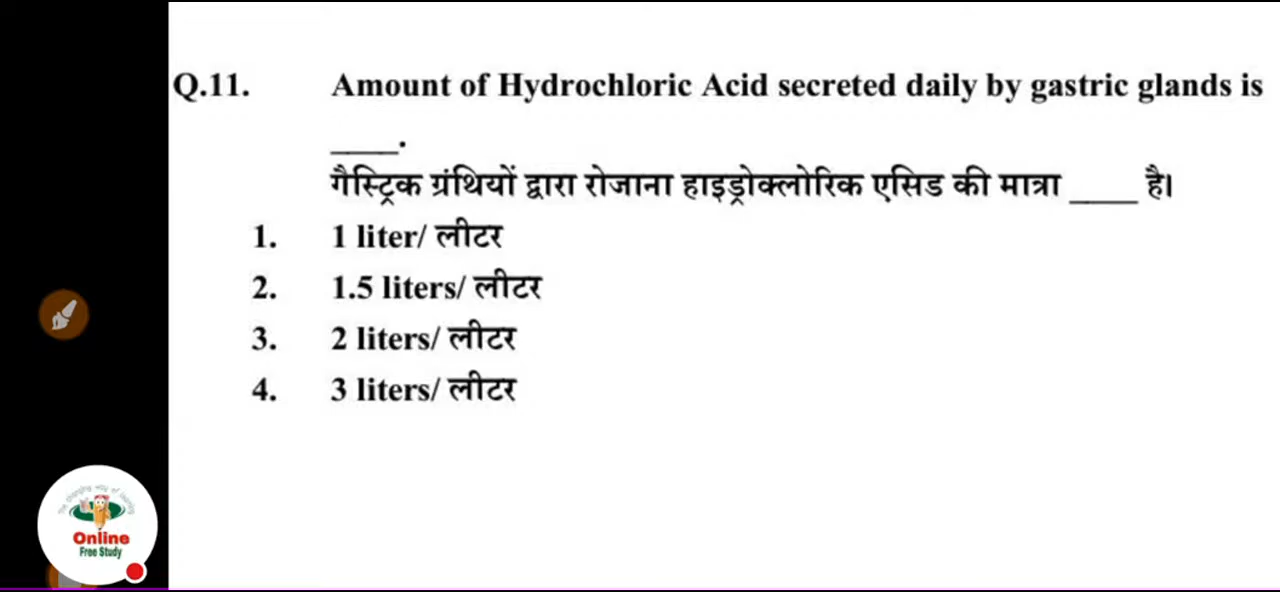 Q.11. Amount of Hydrochloric Acid secreted daily by gastric glands is
____.
गैस्ट्रिक ग्रंथियों द्वारा रोजाना हाइड्रोक्लोरिक एसिड की मात्रा ____ है।
1. 1 liter/ लीटर
2. 1.5 liters/ लीटर
3. 2 liters/ लीटर
4. 3 liters/ लीटर
Online
Free Study